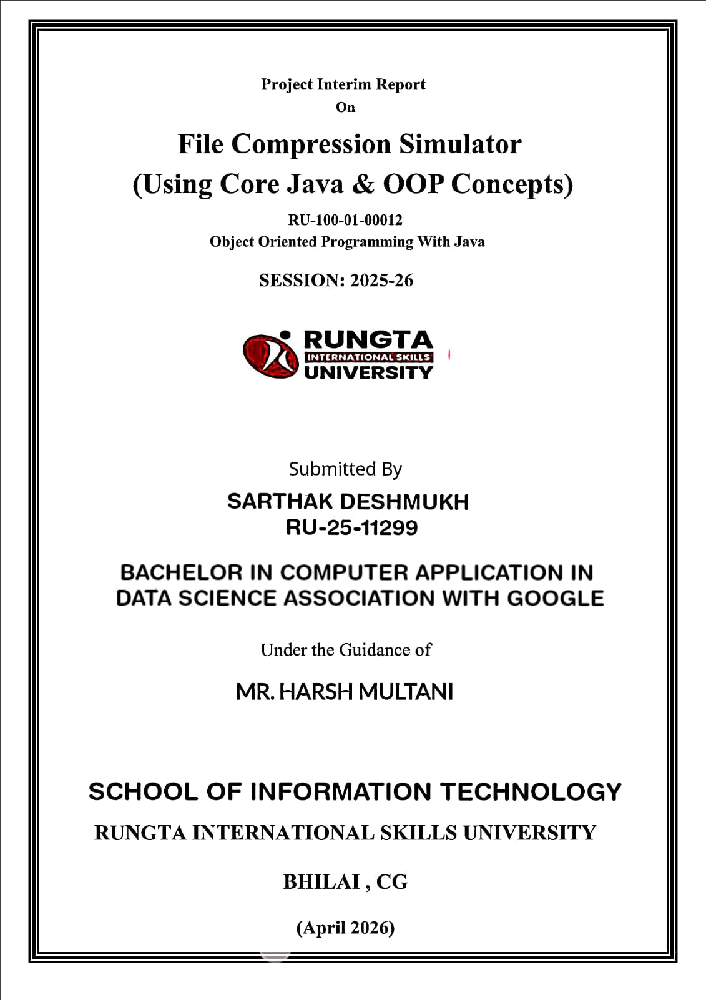 Project Interim Report
On
File Compression Simulator
(Using Core Java & OOP Concepts)
RU-100-01-00012
Object Oriented Programming With Java
SESSION: 2025-26
RUNGTA
INTERNATIONAL SKILLS
UNIVERSITY
Submitted By
SARTHAK DESHMUKH
RU-25-11299
BACHELOR IN COMPUTER APPLICATION IN
DATA SCIENCE ASSOCIATION WITH GOOGLE
Under the Guidance of
MR. HARSH MULTANI
SCHOOL OF INFORMATION TECHNOLOGY
RUNGTA INTERNATIONAL SKILLS UNIVERSITY
BHILAI , CG
(April 2026)